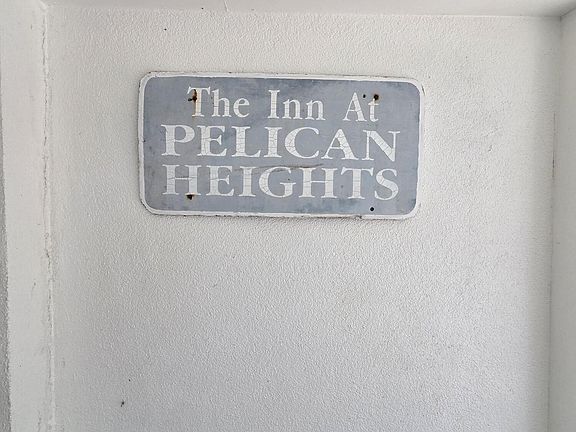 The Inn At
PELICAN
HEIGHTS